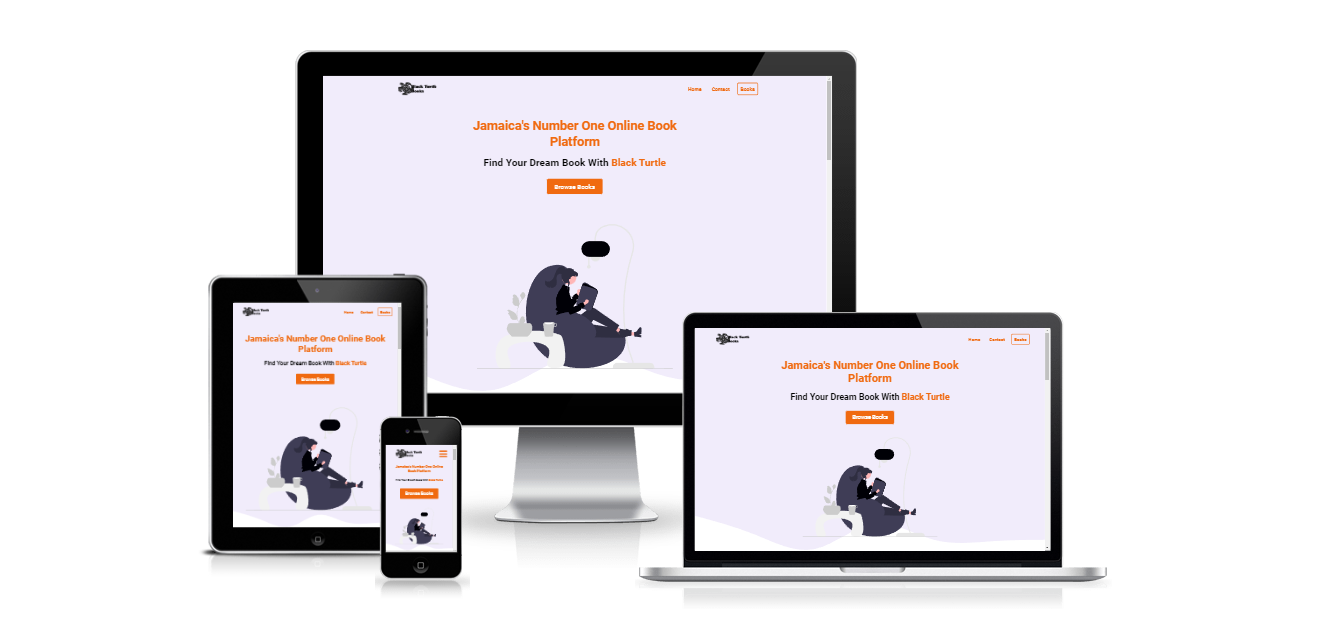 Black Turtle
Books
Home Contact Books
Jamaica's Number One Online Book
Platform
Find Your Dream Book With Black Turtle
Browse Books
Black Turtle
Books
Home Contact Books
Jamaica's Number One Online Book
Platform
Find Your Dream Book With Black Turtle
Browse Books
Black Turtle
Books
Jamaica's Number One Online
Book Platform
Find Your Dream Book With Black Turtle
Browse Books
Black Turtle
Books
Home Contact Books
Jamaica's Number One Online Book
Platform
Find Your Dream Book With Black Turtle
Browse Books